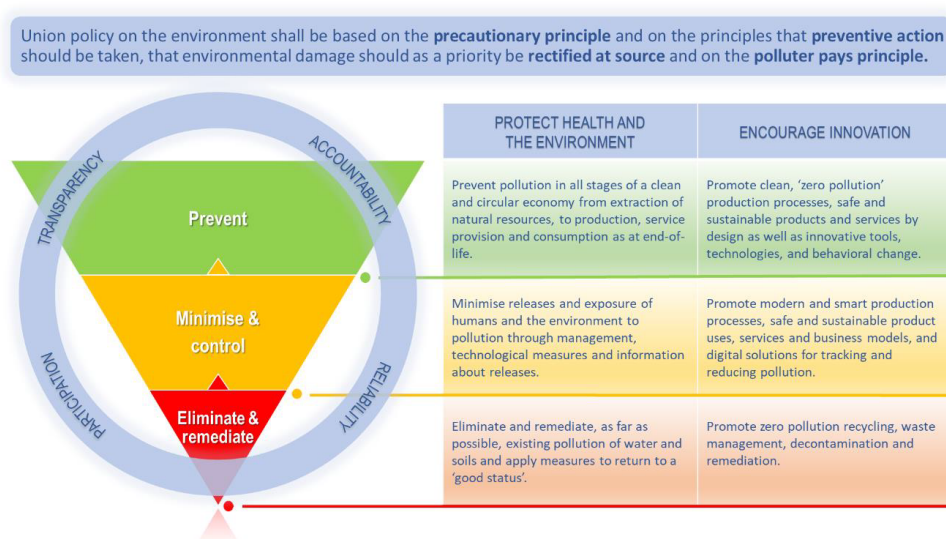 Union policy on the environment shall be based on the precautionary principle and on the principles that preventive action
should be taken, that environmental damage should as a priority be rectified at source and on the polluter pays principle.
TRANSPARENCY
ACCOUNTABILITY
PARTICIPATION
RELIABILITY
Prevent
Minimise &
control
Eliminate &
remediate
PROTECT HEALTH AND
THE ENVIRONMENT
ENCOURAGE INNOVATION
Prevent pollution in all stages of a clean
and circular economy from extraction of
natural resources, to production, service
provision and consumption as at end-of-
life.
Promote clean, ‘zero pollution’
production processes, safe and
sustainable products and services by
design as well as innovative tools,
technologies, and behavioral change.
Minimise releases and exposure of
humans and the environment to
pollution through management,
technological measures and information
about releases.
Promote modern and smart production
processes, safe and sustainable product
uses, services and business models, and
digital solutions for tracking and
reducing pollution.
Eliminate and remediate, as far as
possible, existing pollution of water and
soils and apply measures to return to a
‘good status’.
Promote zero pollution recycling, waste
management, decontamination and
remediation.